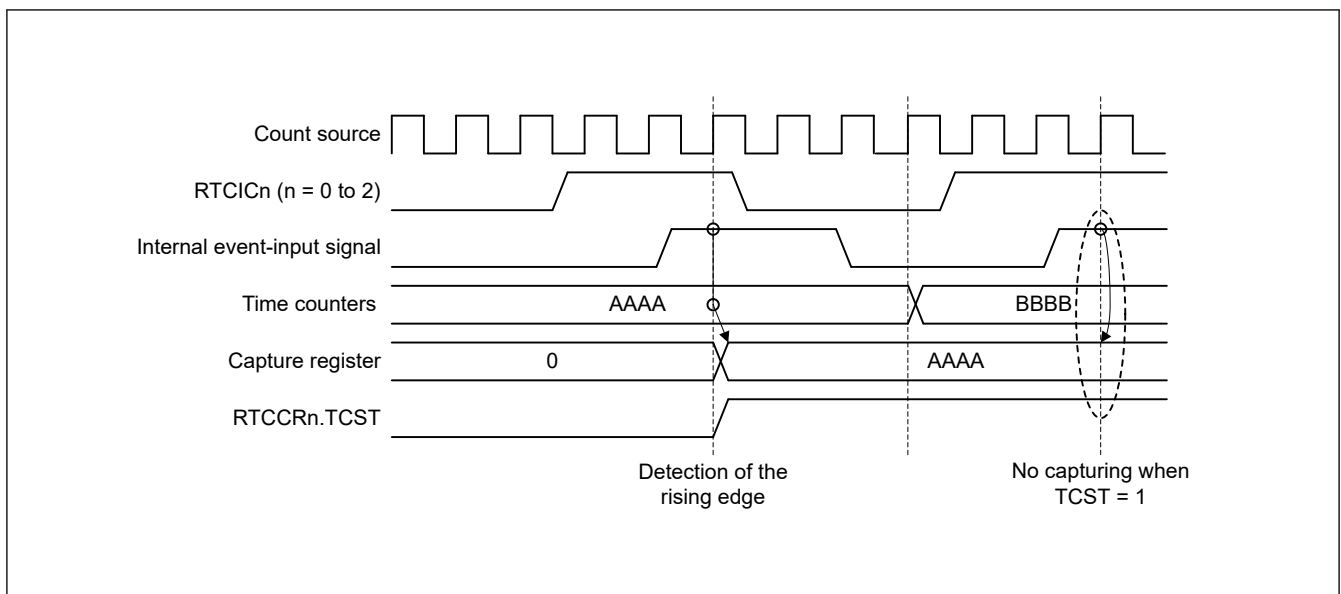 Count source
RTCICn (n = 0 to 2)
Internal event-input signal
Time counters
AAAA
BBBB
Capture register
0
AAAA
RTCCRn.TCST
Detection of the
rising edge
No capturing when
TCST = 1